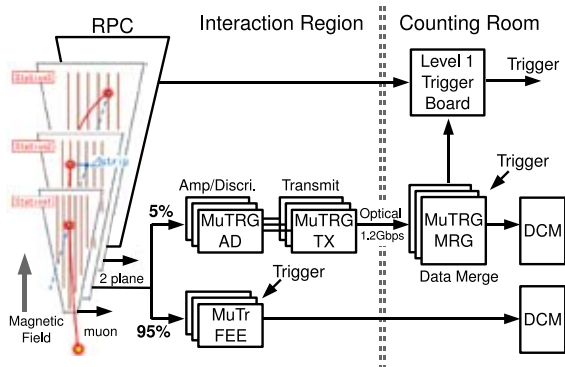 RPC
Interaction Region
Counting Room
Level 1
Trigger
Board
Trigger
Trigger
Amp/Discri.
Transmit
5%
MuTRG
AD
MuTRG
TX
Optical
1.2Gbps
MuTRG
MRG
DCM
Data Merge
2 plane
Trigger
Magnetic
Field
muon
95%
MuTr
FEE
DCM